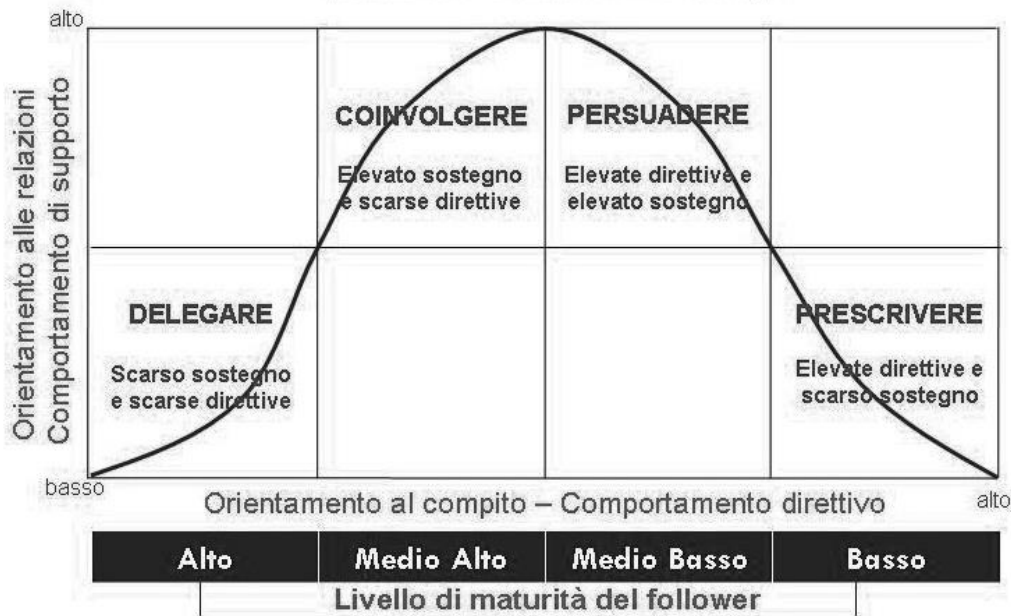 alto
Orientamento alle relazioni
Comportamento di supporto
COINVOLGERE
Elevato sostegno
e scarse direttive
PERSUADERE
Elevate direttive e
elevato sostegno
DELEGARE
Scarso sostegno
e scarse direttive
PRESCRIVERE
Elevate direttive e
scarso sostegno
basso
Orientamento al compito – Comportamento direttivo
alto
Alto
Medio Alto
Medio Basso
Basso
Livello di maturità del follower